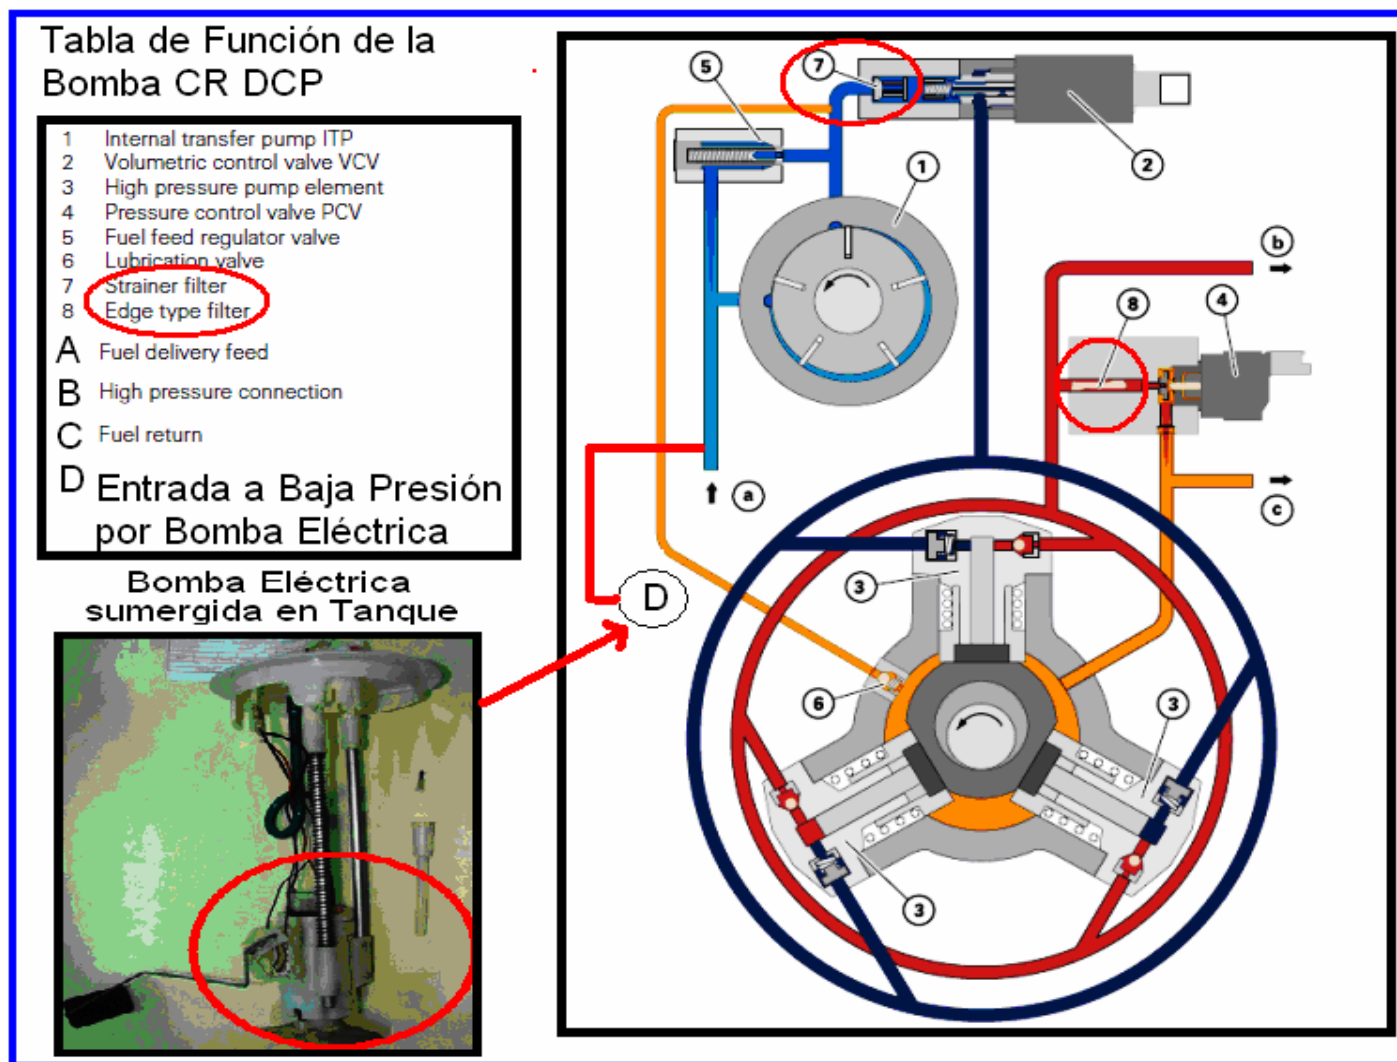 Tabla de Función de la
Bomba CR DCP
1 Internal transfer pump ITP
2 Volumetric control valve VCV
3 High pressure pump element
4 Pressure control valve PCV
5 Fuel feed regulator valve
6 Lubrication valve
7 Strainer filter
8 Edge type filter
A Fuel delivery feed
B High pressure connection
C Fuel return
D Entrada a Baja Presión
por Bomba Eléctrica
Bomba Eléctrica
sumergida en Tanque
5
7
2
1
b
8
4
a
c
D
3
6
3
3